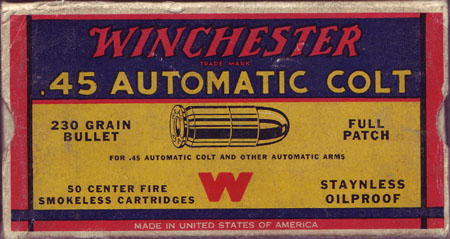 WINCHESTER
TRADE MARK
.45 AUTOMATIC COLT
230 GRAIN
BULLET
FULL
PATCH
FOR .45 AUTOMATIC COLT AND OTHER AUTOMATIC ARMS
50 CENTER FIRE
SMOKELESS CARTRIDGES
W
STAYNLESS
OILPROOF
MADE IN UNITED STATES OF AMERICA